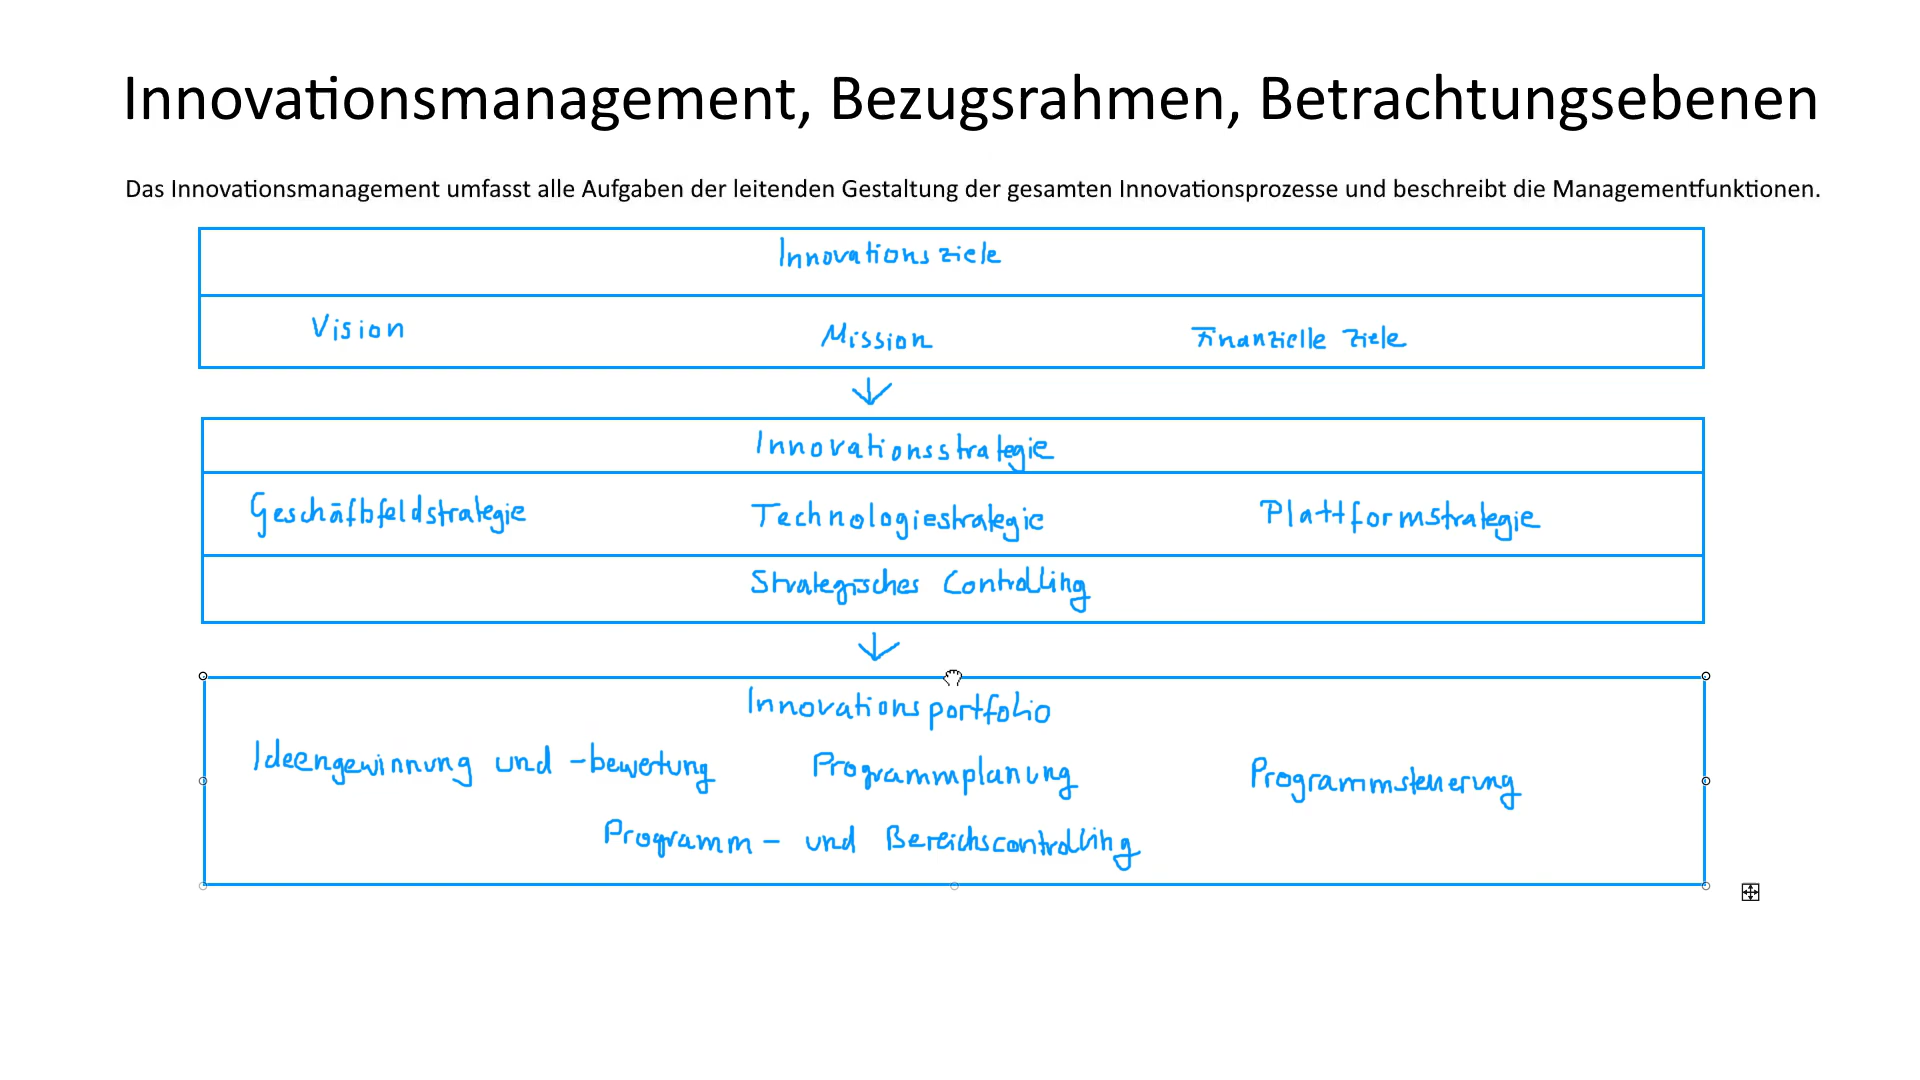 Innovationsmanagement, Bezugsrahmen, Betrachtungsebenen
Das Innovationsmanagement umfasst alle Aufgaben der leitenden Gestaltung der gesamten Innovationsprozesse und beschreibt die Managementfunktionen.
Innovationsziele
Vision Mission Finanzielle Ziele
Innovationsstrategie
Geschäftsfeldstrategie Technologiestrategie Plattformstrategie
Strategisches Controlling
Innovationsportfolio
Ideengewinnung und -bewertung Programmplanung Programmsteuerung
Programm- und Bereichscontrolling